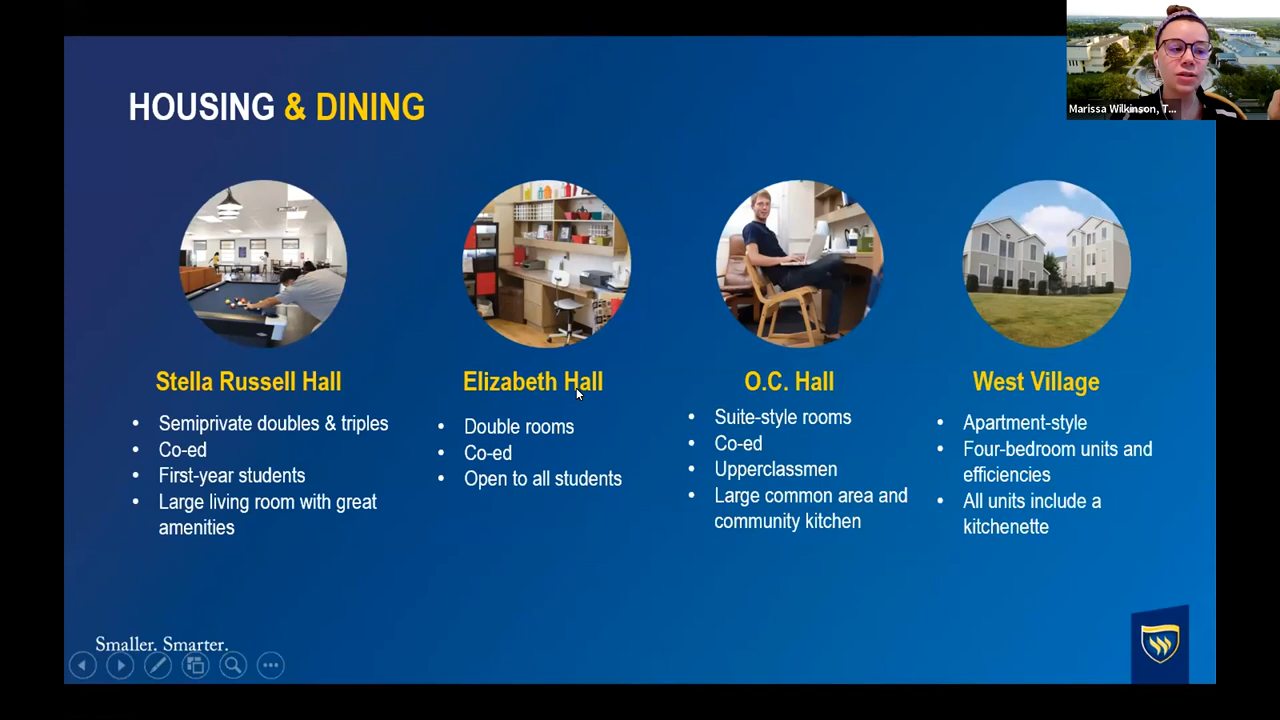 Marissa Wilkinson, T...
HOUSING & DINING
Stella Russell Hall
• Semiprivate doubles & triples
• Co-ed
• First-year students
• Large living room with great
amenities
Elizabeth Hall
• Double rooms
• Co-ed
• Open to all students
O.C. Hall
• Suite-style rooms
• Co-ed
• Upperclassmen
• Large common area and
community kitchen
West Village
• Apartment-style
• Four-bedroom units and
efficiencies
• All units include a
kitchenette
Smaller. Smarter.